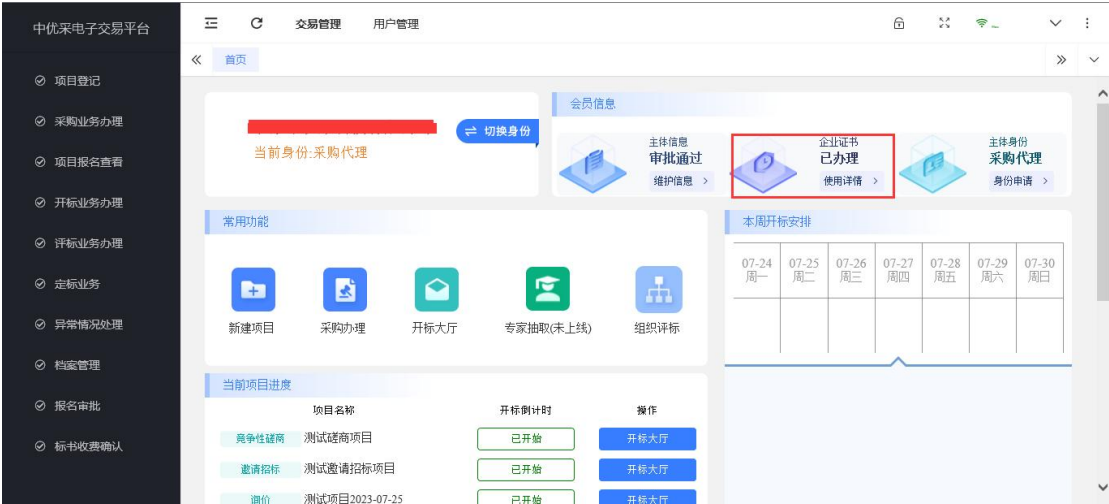 中优采电子交易平台
交易管理 用户管理
首页
项目登记
采购业务办理
项目报名查看
开标业务办理
评标业务办理
定标业务
异常情况处理
档案管理
报名审批
标书收费确认
切换身份
当前身份:采购代理
会员信息
主体信息
审批通过
维护信息 >
企业证书
已办理
使用详情 >
主体身份
采购代理
身份申请 >
常用功能
新建项目 采购办理 开标大厅 专家抽取(未上线) 组织评标
本周开标安排
07-24 07-25 07-26 07-27 07-28 07-29 07-30
周一 周二 周三 周四 周五 周六 周日
当前项目进度
项目名称 开标倒计时 操作
竞争性磋商 测试磋商项目 已开始 开标大厅
邀请招标 测试邀请招标项目 已开始 开标大厅
询价 测试项目2023-07-25 已开始 开标大厅